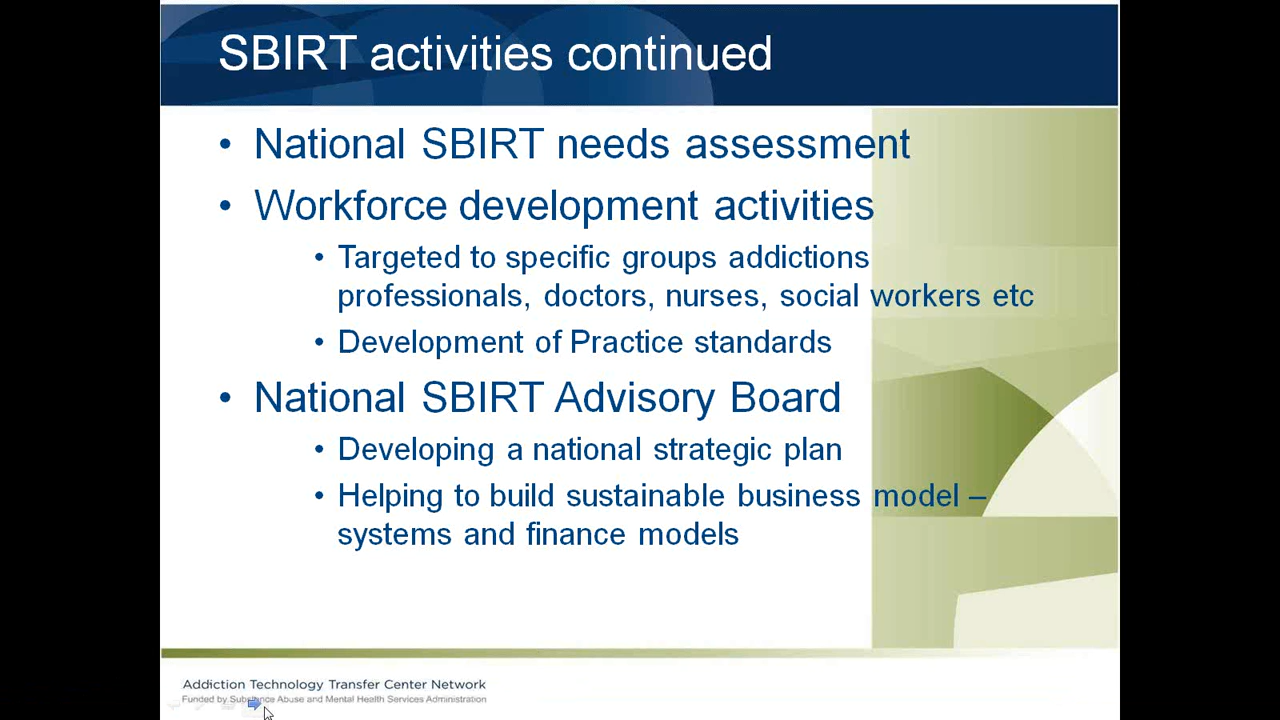 SBIRT activities continued
• National SBIRT needs assessment
• Workforce development activities
• Targeted to specific groups addictions
professionals, doctors, nurses, social workers etc
• Development of Practice standards
• National SBIRT Advisory Board
• Developing a national strategic plan
• Helping to build sustainable business model –
systems and finance models
Addiction Technology Transfer Center Network
Funded by Substance Abuse and Mental Health Services Administration